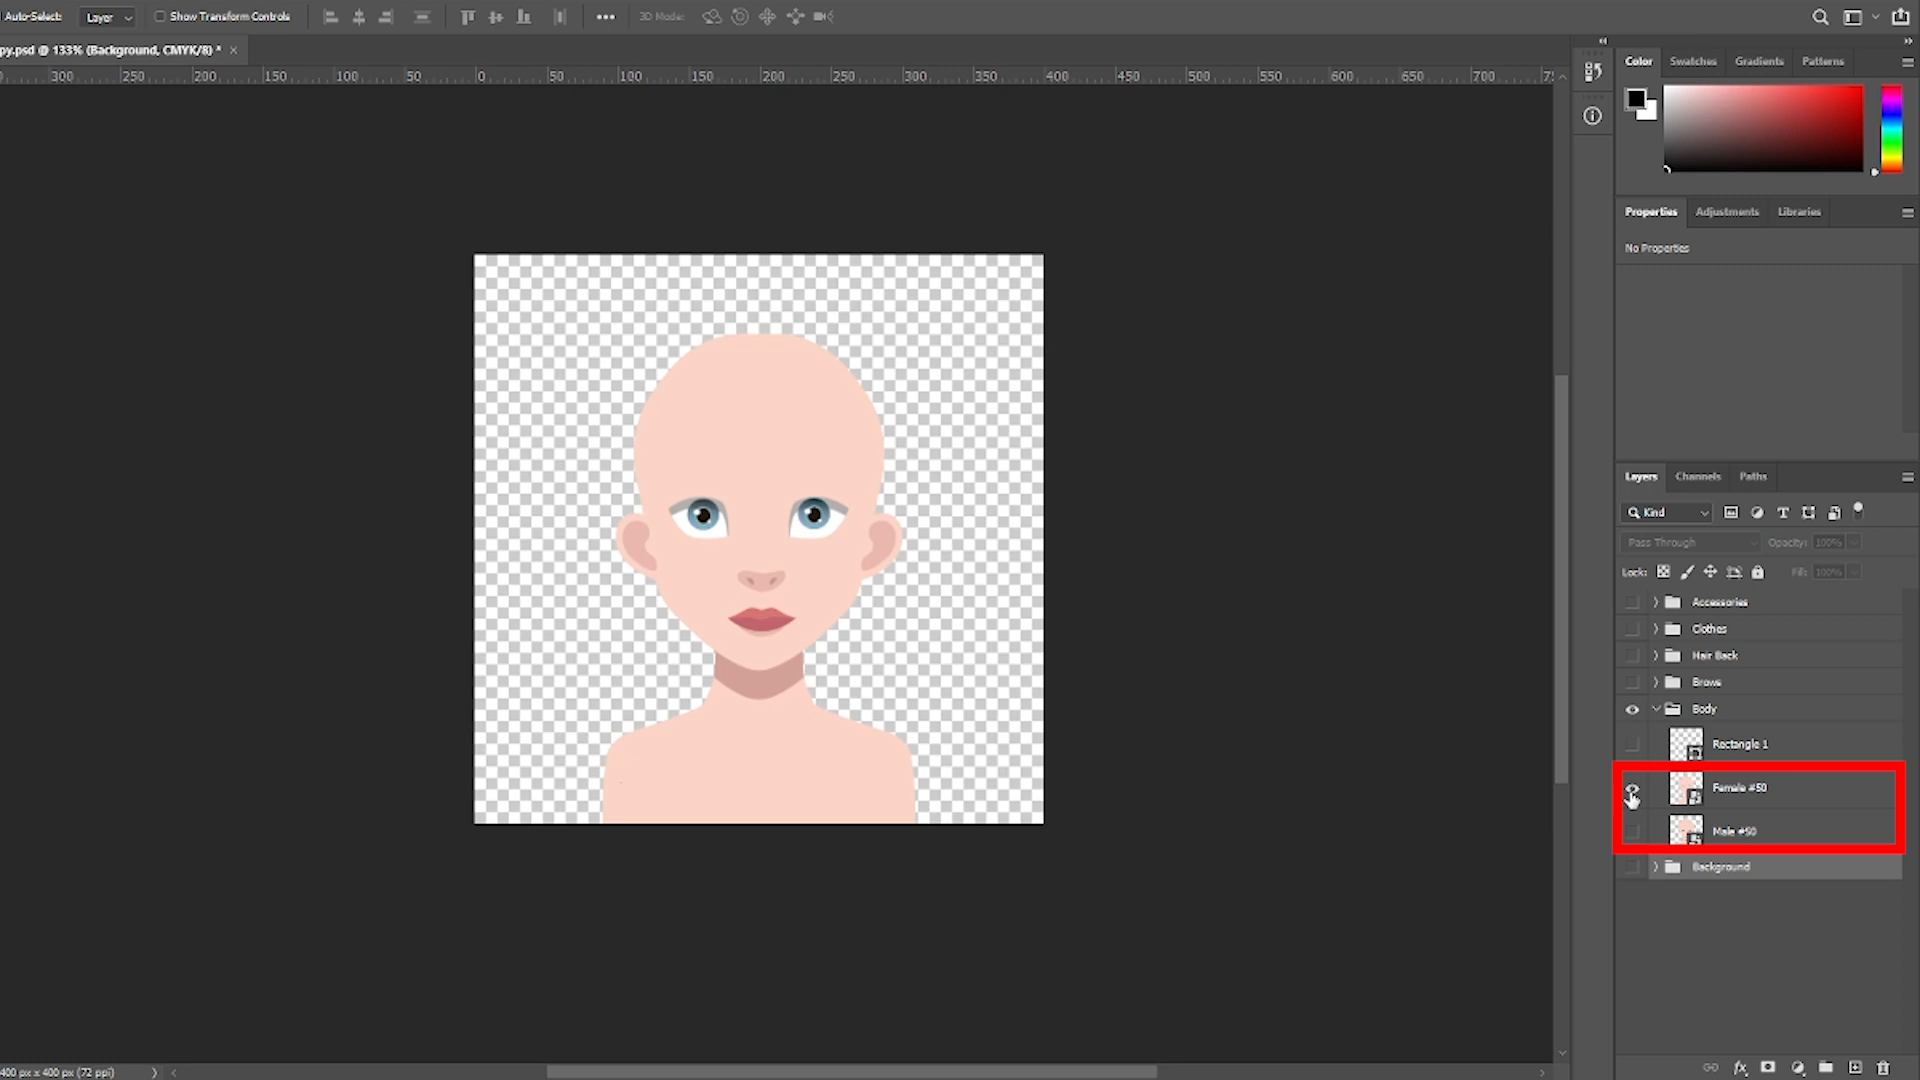 Auto-Select: Layer Show Transform Controls 3D Mode:
py.psd @ 133% (Background, CMYK/8) * ×
300 250 200 150 100 50 0 50 100 150 200 250 300 350 400 450 500 550 600 650 700
Color Swatches Gradients Patterns
Properties Adjustments Libraries
No Properties
Layers Channels Paths
Kind
Pass Through Opacity: 100%
Lock: Fill: 100%
Accessories
Clothes
Hair Back
Brows
Body
Rectangle 1
Female #50
Male #50
Background
400 px x 400 px (72 ppi)